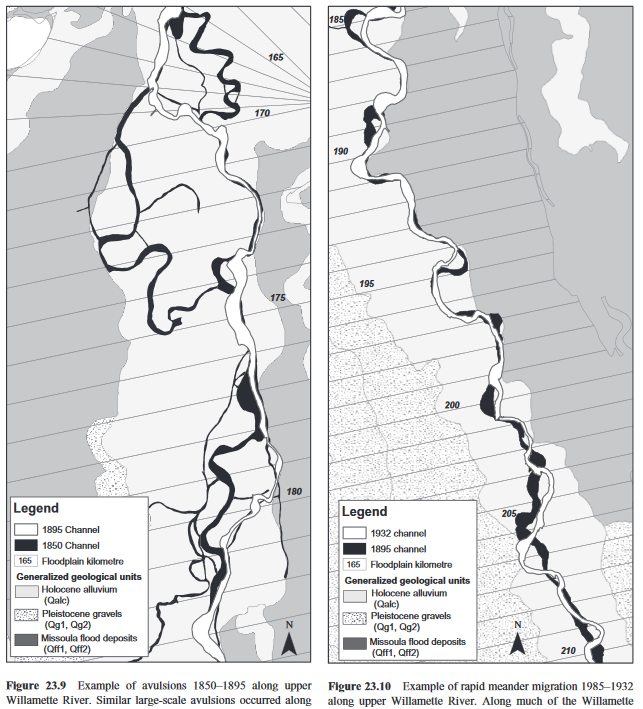 165
170
175
180
Legend
1895 Channel
1850 Channel
165 Floodplain kilometre
Generalized geological units
Holocene alluvium
(Qalc)
Pleistocene gravels
(Qg1, Qg2)
Missoula flood deposits
(Qff1, Qff2)
N
Figure 23.9 Example of avulsions 1850–1895 along upper
Willamette River. Similar large-scale avulsions occurred along
185
190
195
200
205
210
Legend
1932 channel
1895 channel
165 Floodplain kilometre
Generalized geological units
Holocene alluvium
(Qalc)
Pleistocene gravels
(Qg1, Qg2)
Missoula flood deposits
(Qff1, Qff2)
N
Figure 23.10 Example of rapid meander migration 1985–1932
along upper Willamette River. Along much of the Willamette